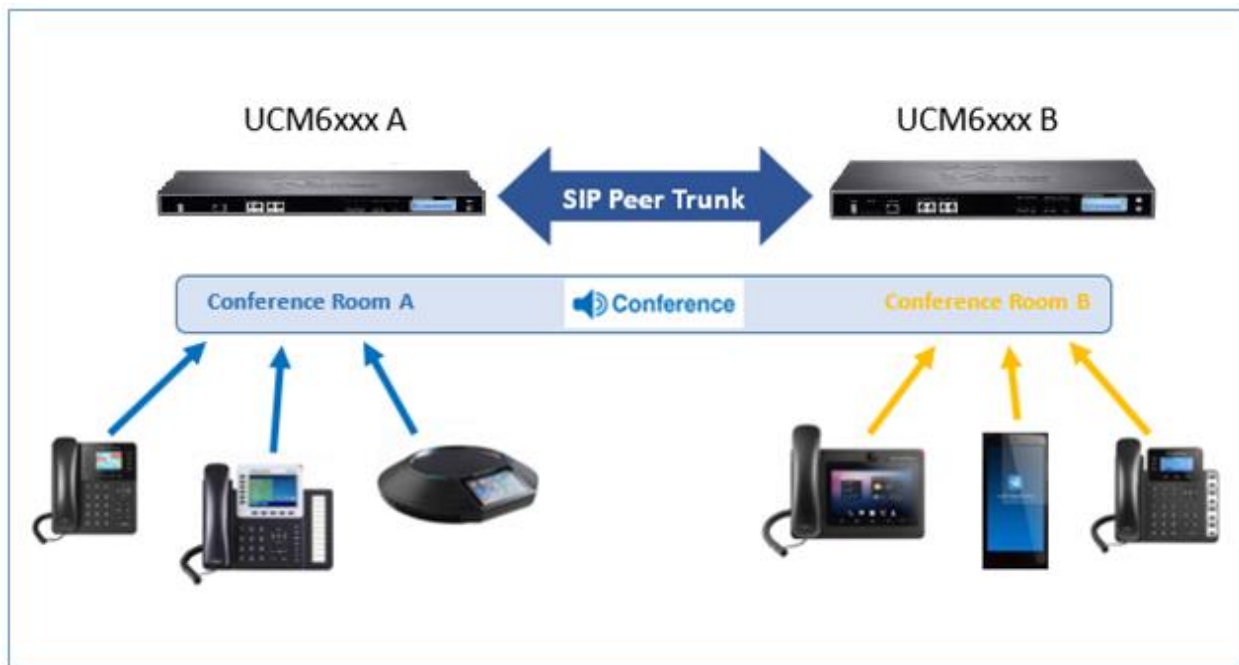 UCM6xxx A
UCM6xxx B
SIP Peer Trunk
Conference Room A
Conference
Conference Room B